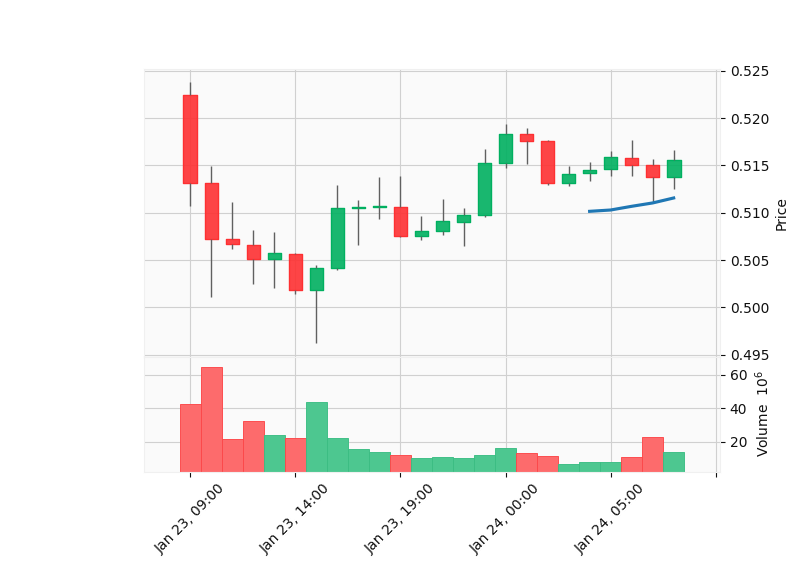 0.525
0.520
0.515
0.510
0.505
0.500
0.495
Price
60
40
20
Volume 10⁶
Jan 23, 09:00
Jan 23, 14:00
Jan 23, 19:00
Jan 24, 00:00
Jan 24, 05:00